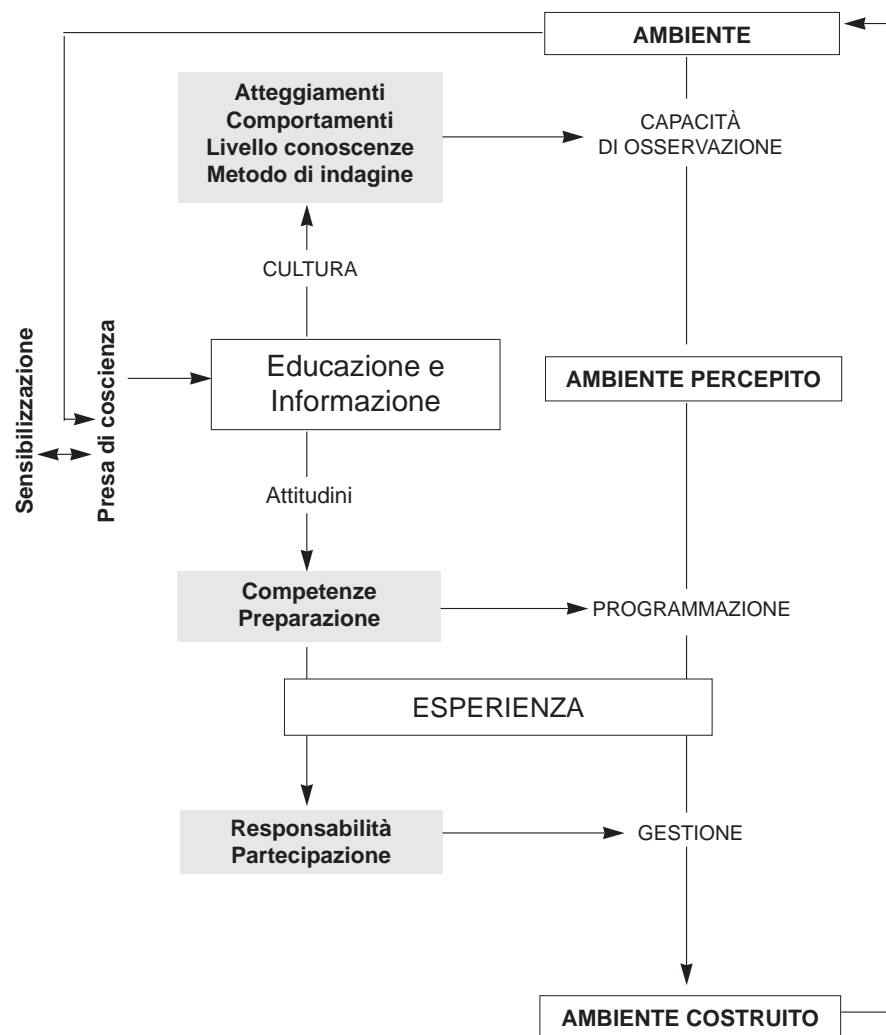 AMBIENTE
Atteggiamenti
Comportamenti
Livello conoscenze
Metodo di indagine
CAPACITÀ
DI OSSERVAZIONE
CULTURA
Sensibilizzazione
Presa di coscienza
Educazione e
Informazione
AMBIENTE PERCEPITO
Attitudini
Competenze
Preparazione
PROGRAMMAZIONE
ESPERIENZA
Responsabilità
Partecipazione
GESTIONE
AMBIENTE COSTRUITO